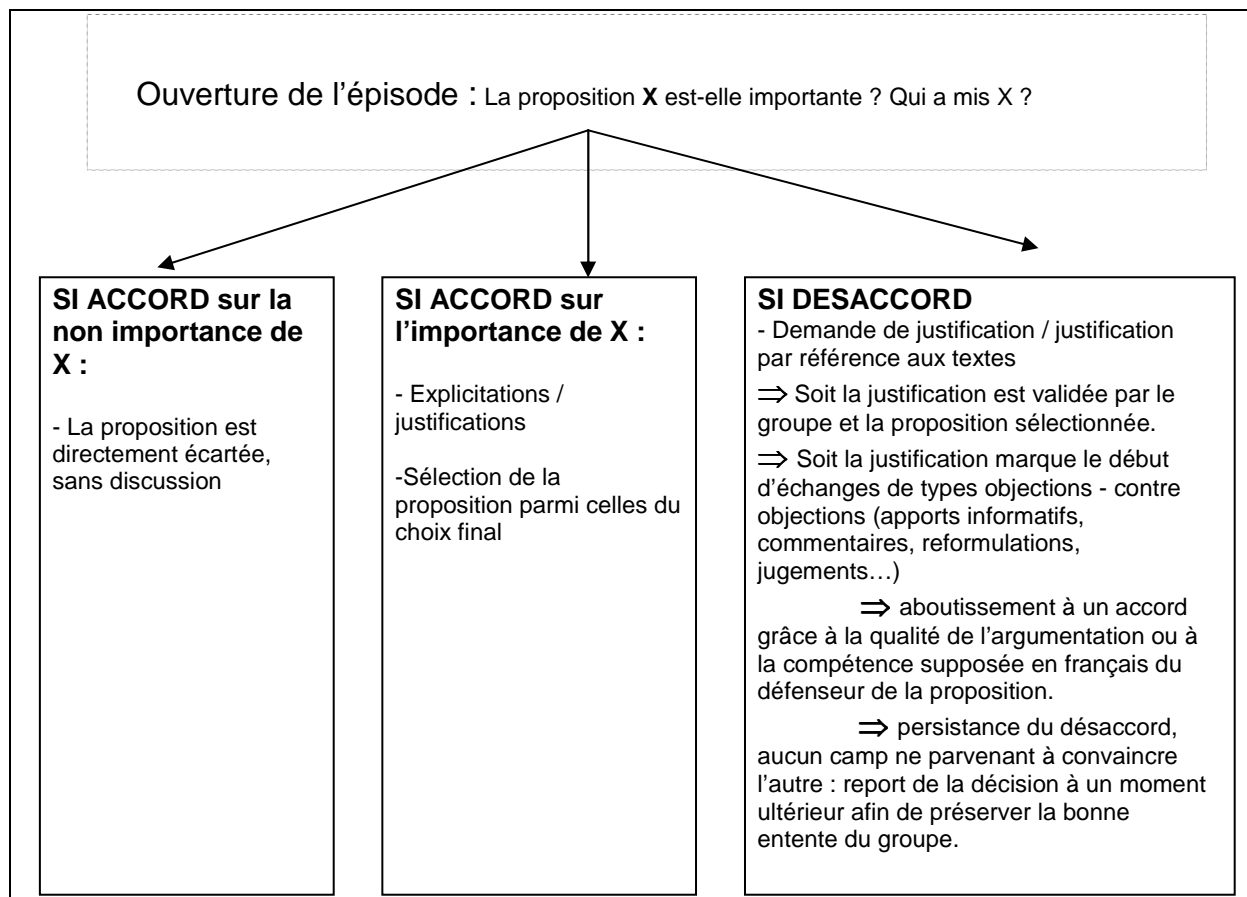 Ouverture de l’épisode : La proposition X est-elle importante ? Qui a mis X ?
SI ACCORD sur la
non importance de
X :
- La proposition est
directement écartée,
sans discussion
SI ACCORD sur
l’importance de X :
- Explicitations /
justifications
-Sélection de la
proposition parmi celles du
choix final
SI DESACCORD
- Demande de justification / justification
par référence aux textes
⇒ Soit la justification est validée par le
groupe et la proposition sélectionnée.
⇒ Soit la justification marque le début
d’échanges de types objections - contre
objections (apports informatifs,
commentaires, reformulations,
jugements…)
⇒ aboutissement à un accord
grâce à la qualité de l’argumentation ou à
la compétence supposée en français du
défenseur de la proposition.
⇒ persistance du désaccord,
aucun camp ne parvenant à convaincre
l’autre : report de la décision à un moment
ultérieur afin de préserver la bonne
entente du groupe.